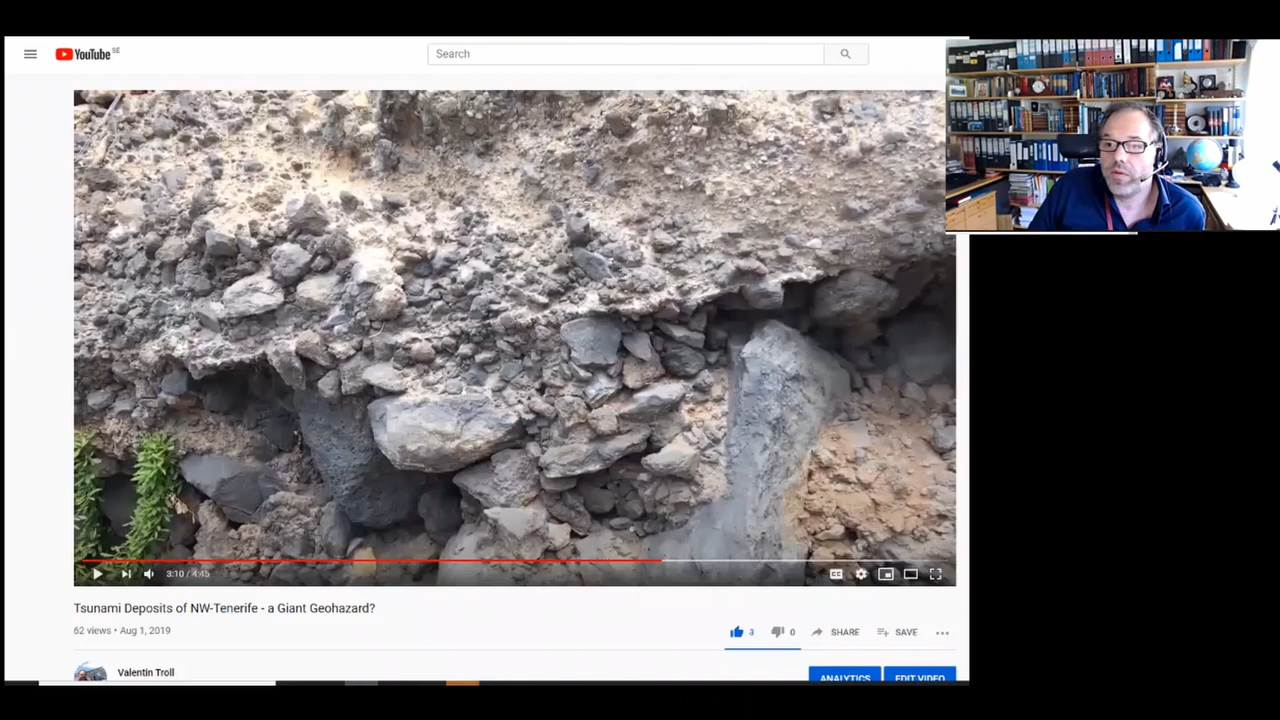 YouTube SE
Search
3:10 / 4:45
CC
Tsunami Deposits of NW-Tenerife - a Giant Geohazard?
62 views • Aug 1, 2019
3
0
SHARE
SAVE
Valentin Troll
ANALYTICS
EDIT VIDEO